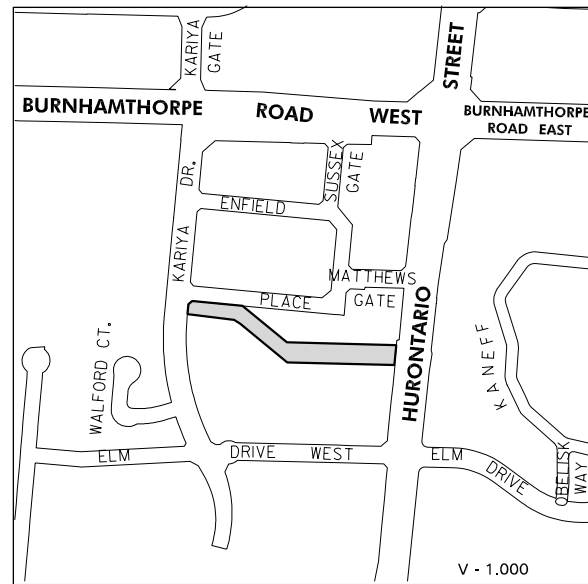 KARIYA
GATE
STREET
BURNHAMTHORPE ROAD WEST
BURNHAMTHORPE
ROAD EAST
KARIYA DR.
SUSSEX
GATE
ENFIELD
PLACE
MATTHEWS
GATE
HURONTARIO
KANEFF
WALFORD CT.
ELM DRIVE WEST
ELM DRIVE
OBELISK
WAY
V - 1.000